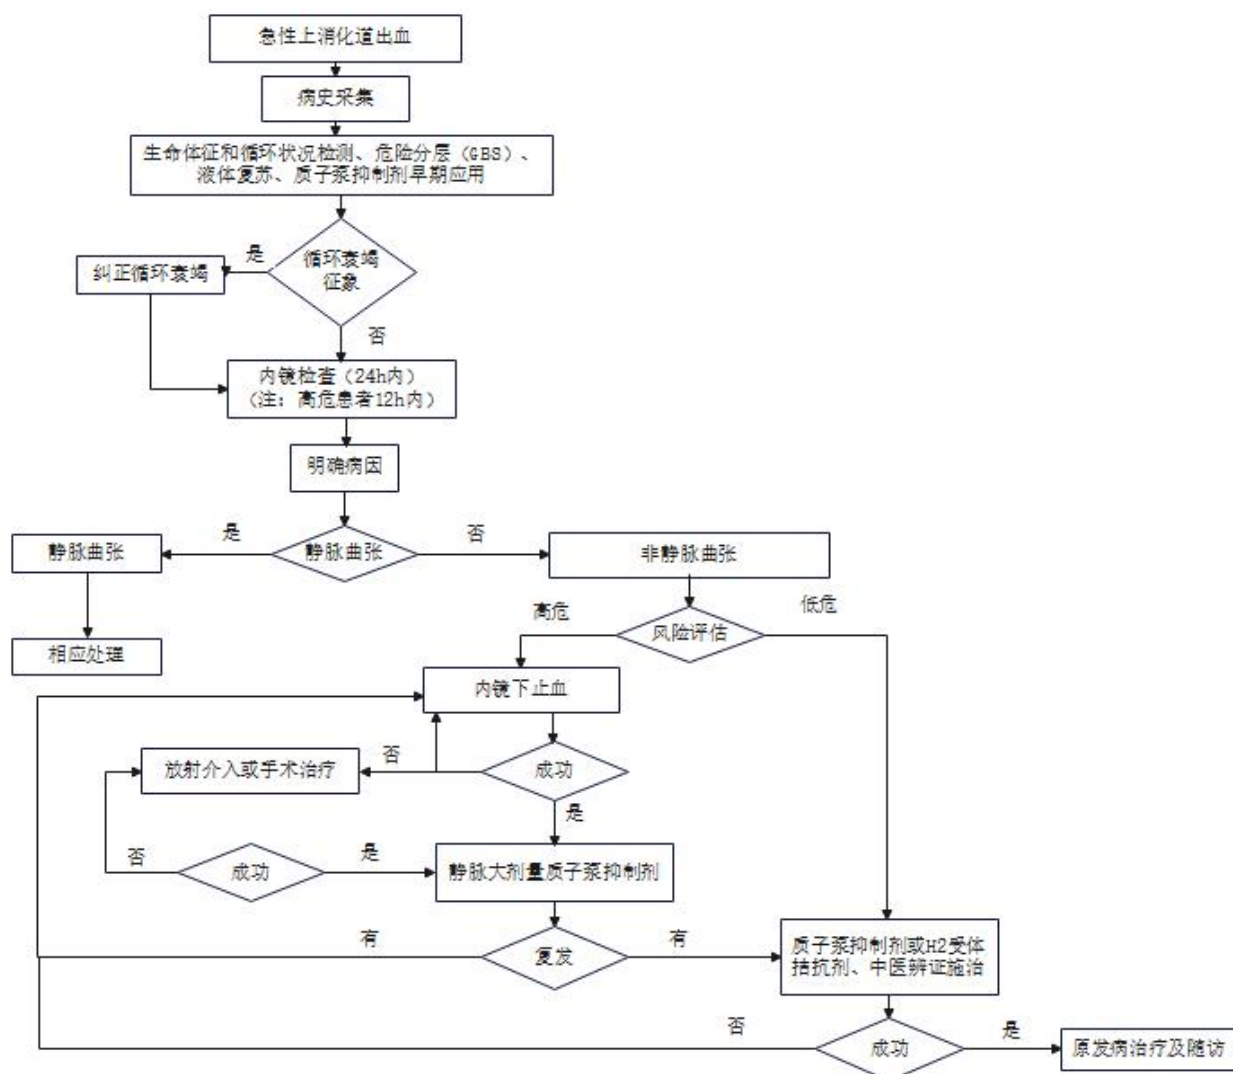 急性上消化道出血
病史采集
生命体征和循环状况检测、危险分层（GBS）、
液体复苏、质子泵抑制剂早期应用
是
循环衰竭
征象
纠正循环衰竭
否
内镜检查（24h内）
（注：高危患者12h内）
明确病因
是
否
静脉曲张
静脉曲张
非静脉曲张
相应处理
高危
低危
风险评估
内镜下止血
放射介入或手术治疗
否
成功
是
否
成功
是
静脉大剂量质子泵抑制剂
有
复发
有
质子泵抑制剂或H2受体
拮抗剂、中医辨证施治
否
成功
是
原发病治疗及随访